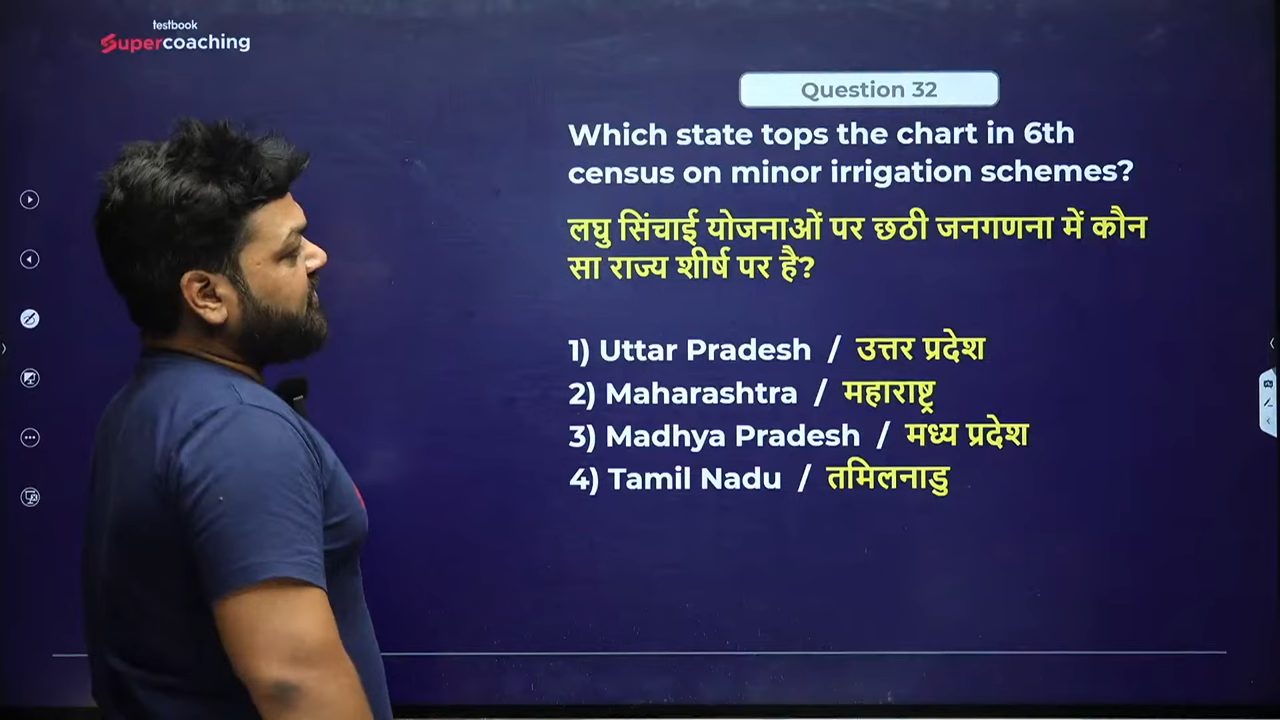 testbook
Supercoaching
Question 32
Which state tops the chart in 6th
census on minor irrigation schemes?
लघु सिंचाई योजनाओं पर छठी जनगणना में कौन
सा राज्य शीर्ष पर है?
1) Uttar Pradesh / उत्तर प्रदेश
2) Maharashtra / महाराष्ट्र
3) Madhya Pradesh / मध्य प्रदेश
4) Tamil Nadu / तमिलनाडु